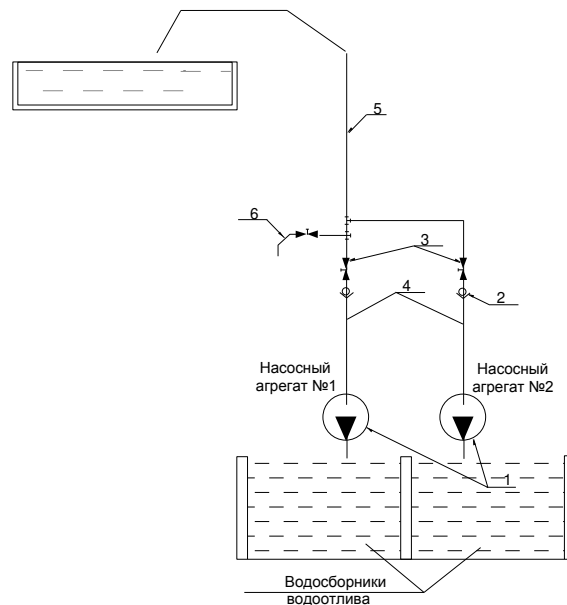 5
6
3
4
2
Насосный
агрегат №1
Насосный
агрегат №2
1
Водосборники
водоотлива